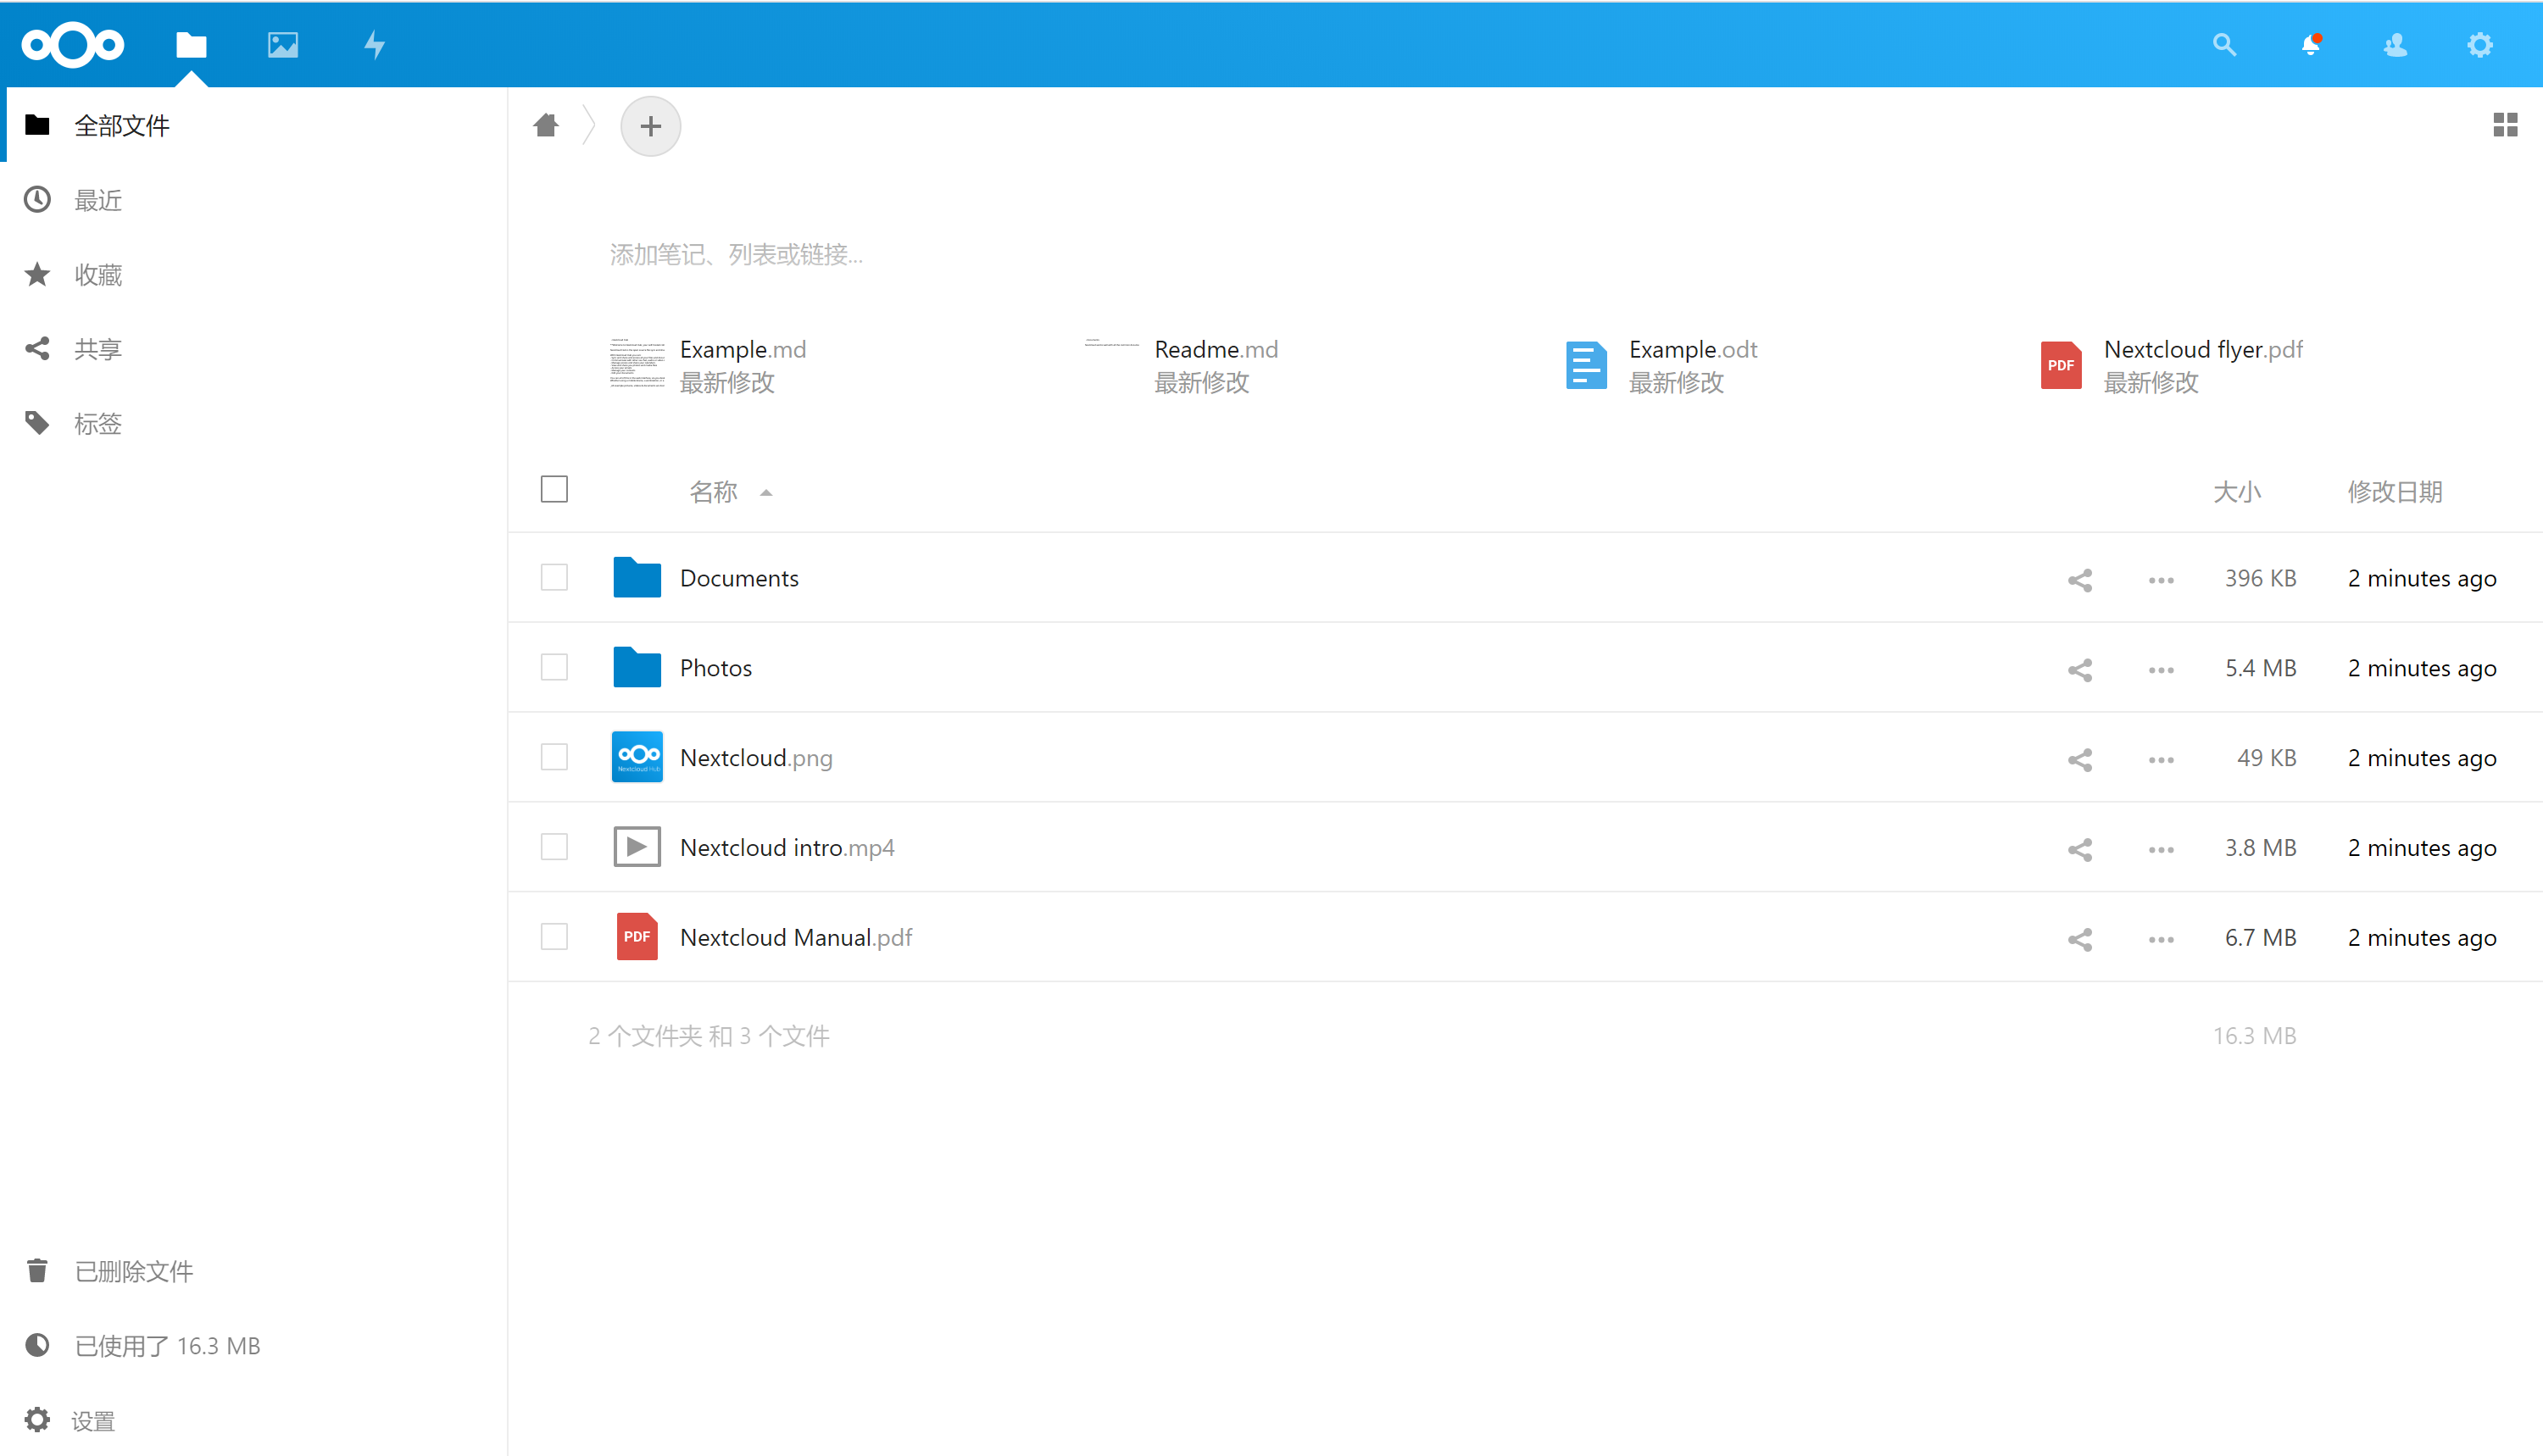 全部文件
最近
收藏
共享
标签
添加笔记、列表或链接...
Example.md
最新修改
Readme.md
最新修改
Example.odt
最新修改
PDF
Nextcloud flyer.pdf
最新修改
名称
大小
修改日期
Documents
396 KB
2 minutes ago
Photos
5.4 MB
2 minutes ago
Nextcloud Hub
Nextcloud.png
49 KB
2 minutes ago
Nextcloud intro.mp4
3.8 MB
2 minutes ago
PDF
Nextcloud Manual.pdf
6.7 MB
2 minutes ago
2 个文件夹 和 3 个文件
16.3 MB
已删除文件
已使用了 16.3 MB
设置